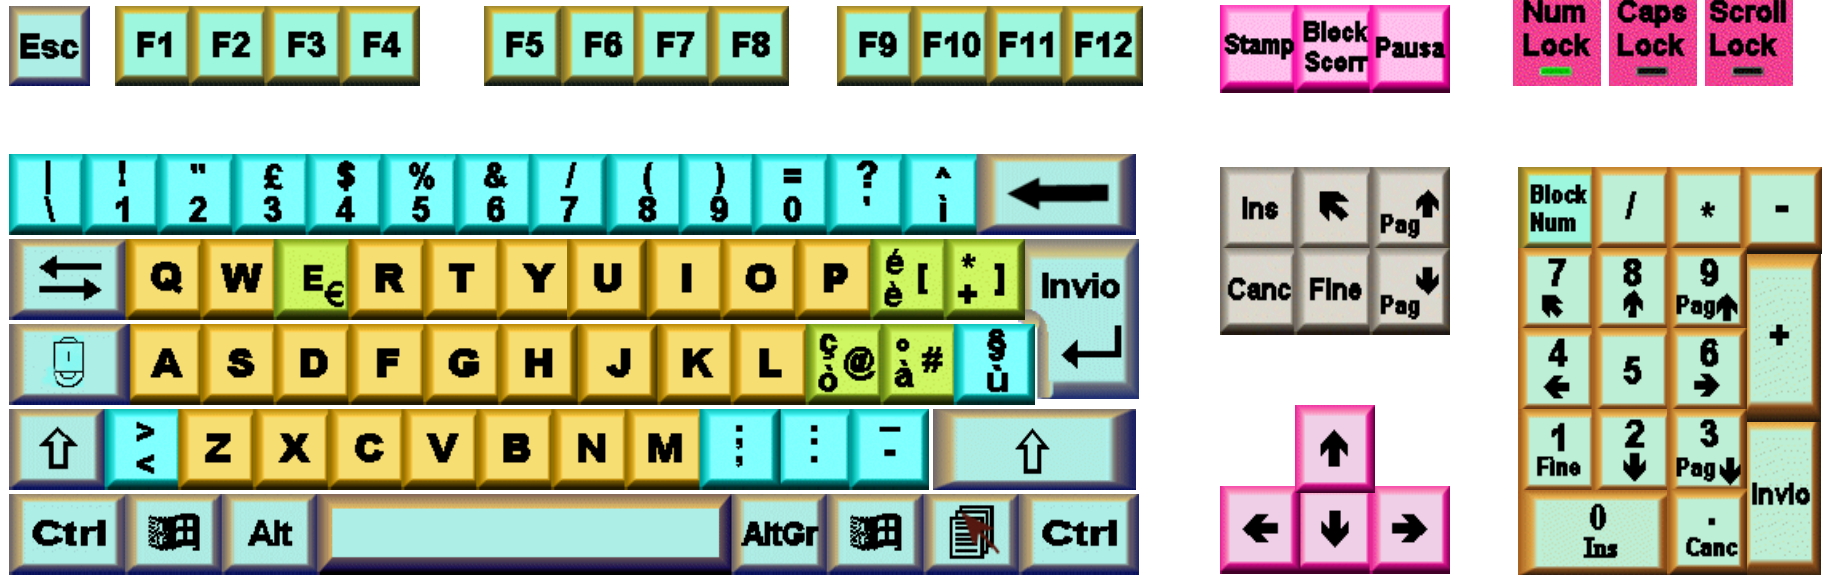 Esc F1 F2 F3 F4 F5 F6 F7 F8 F9 F10 F11 F12 Stamp Block Scorr Pausa Num Lock Caps Lock Scroll Lock
| ! " £ $ % & / ( ) = ? ^
\ 1 2 3 4 5 6 7 8 9 0 ' ì
Q W E € R T Y U I O P é è [ * + ] Invio
A S D F G H J K L ç ò @ ° à # § ù
> < Z X C V B N M ; , : . _ -
Ctrl Alt AltGr Ctrl
Ins Pag
Canc Fine Pag
Block Num / * -
7 8 9 Pag
4 5 6 +
1 Fine 2 3 Pag
0 Ins . Canc Invio